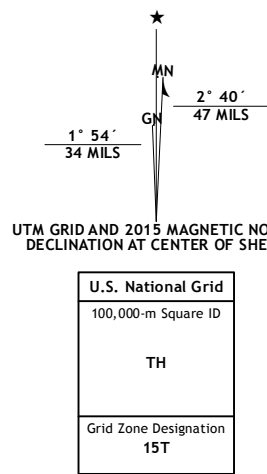 ★
MN
GN
2° 40´
47 MILS
1° 54´
34 MILS
UTM GRID AND 2015 MAGNETIC NO
DECLINATION AT CENTER OF SHE
U.S. National Grid
100,000-m Square ID
TH
Grid Zone Designation
15T